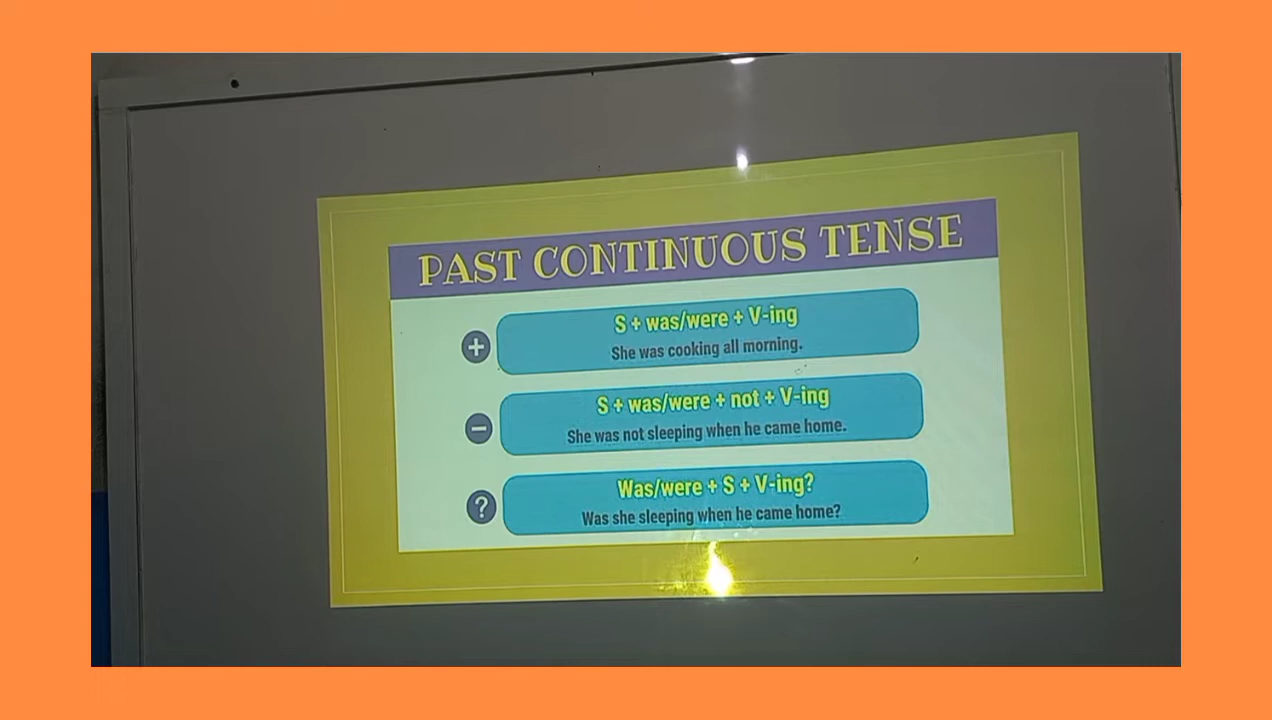 PAST CONTINUOUS TENSE
+ S + was/were + V-ing
She was cooking all morning.
− S + was/were + not + V-ing
She was not sleeping when he came home.
? Was/were + S + V-ing?
Was she sleeping when he came home?